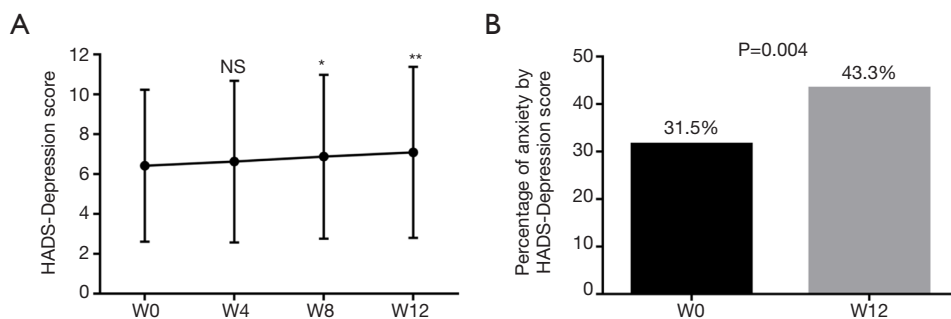 A
HADS-Depression score
12
10
8
6
4
2
0
NS
*
**
W0 W4 W8 W12
B
Percentage of anxiety by
HADS-Depression score
50
40
30
20
10
0
P=0.004
31.5%
43.3%
W0 W12